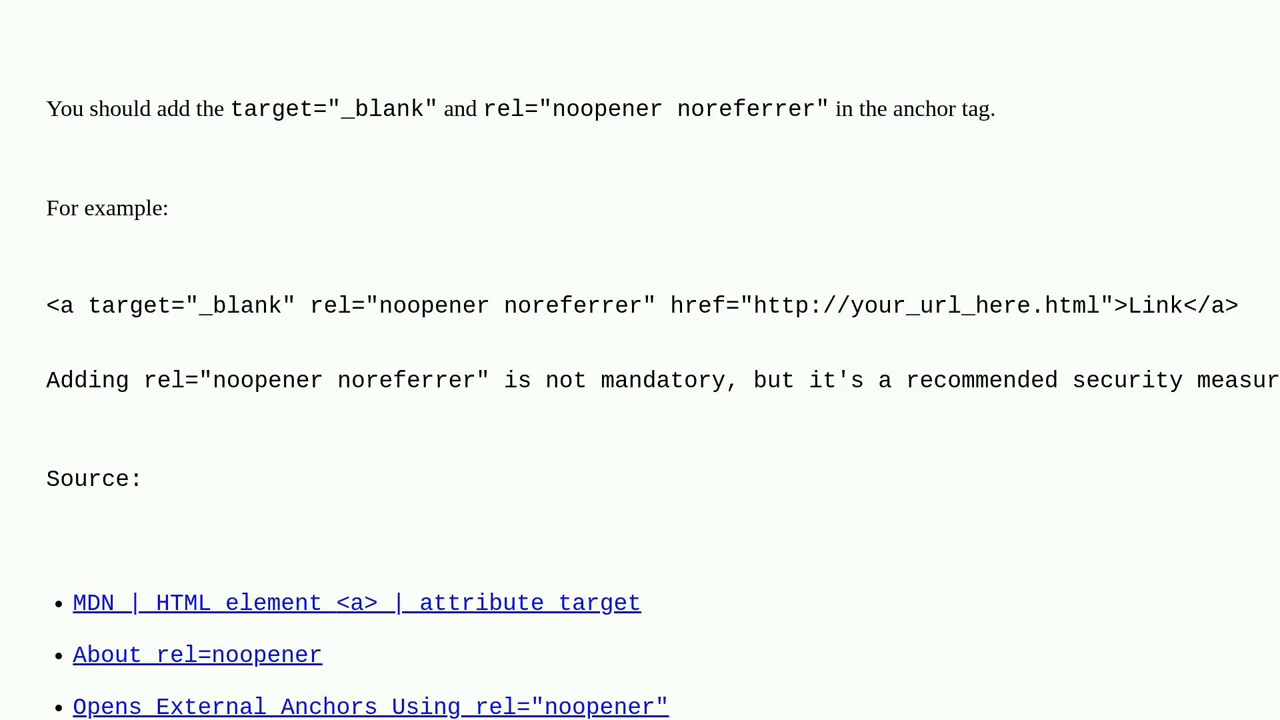 You should add the target="_blank" and rel="noopener noreferrer" in the anchor tag.
For example:
<a target="_blank" rel="noopener noreferrer" href="http://your_url_here.html">Link</a>
Adding rel="noopener noreferrer" is not mandatory, but it's a recommended security measur
Source:
• MDN | HTML element <a> | attribute target
• About rel=noopener
• Opens External Anchors Using rel="noopener"